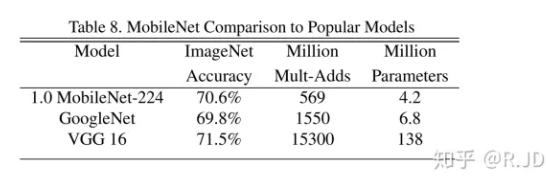 Table 8. MobileNet Comparison to Popular Models
Model ImageNet Million Million
Accuracy Mult-Adds Parameters
1.0 MobileNet-224 70.6% 569 4.2
GoogleNet 69.8% 1550 6.8
VGG 16 71.5% 15300 138
知乎 @R.JD